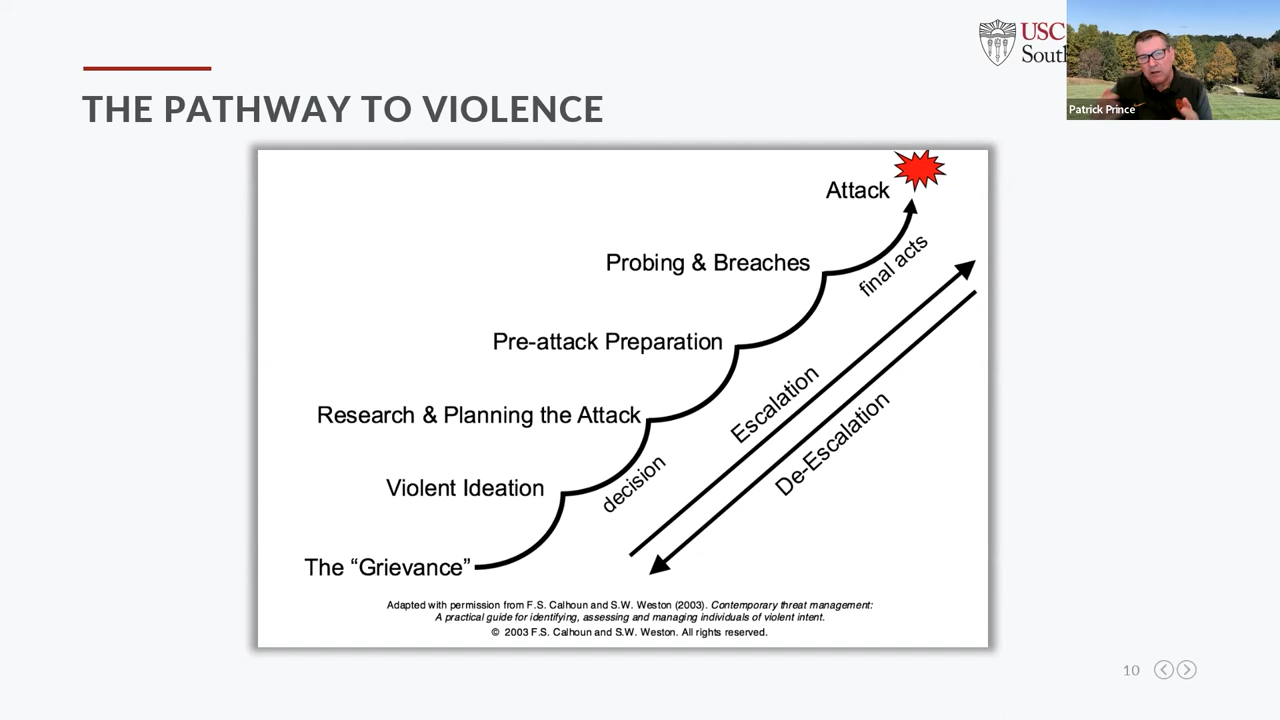 USC
South
Patrick Prince
THE PATHWAY TO VIOLENCE
Attack
Probing & Breaches
final acts
Pre-attack Preparation
Escalation
Research & Planning the Attack
De-Escalation
Violent Ideation
decision
The “Grievance”
Adapted with permission from F.S. Calhoun and S.W. Weston (2003). Contemporary threat management:
A practical guide for identifying, assessing and managing individuals of violent intent.
© 2003 F.S. Calhoun and S.W. Weston. All rights reserved.
10